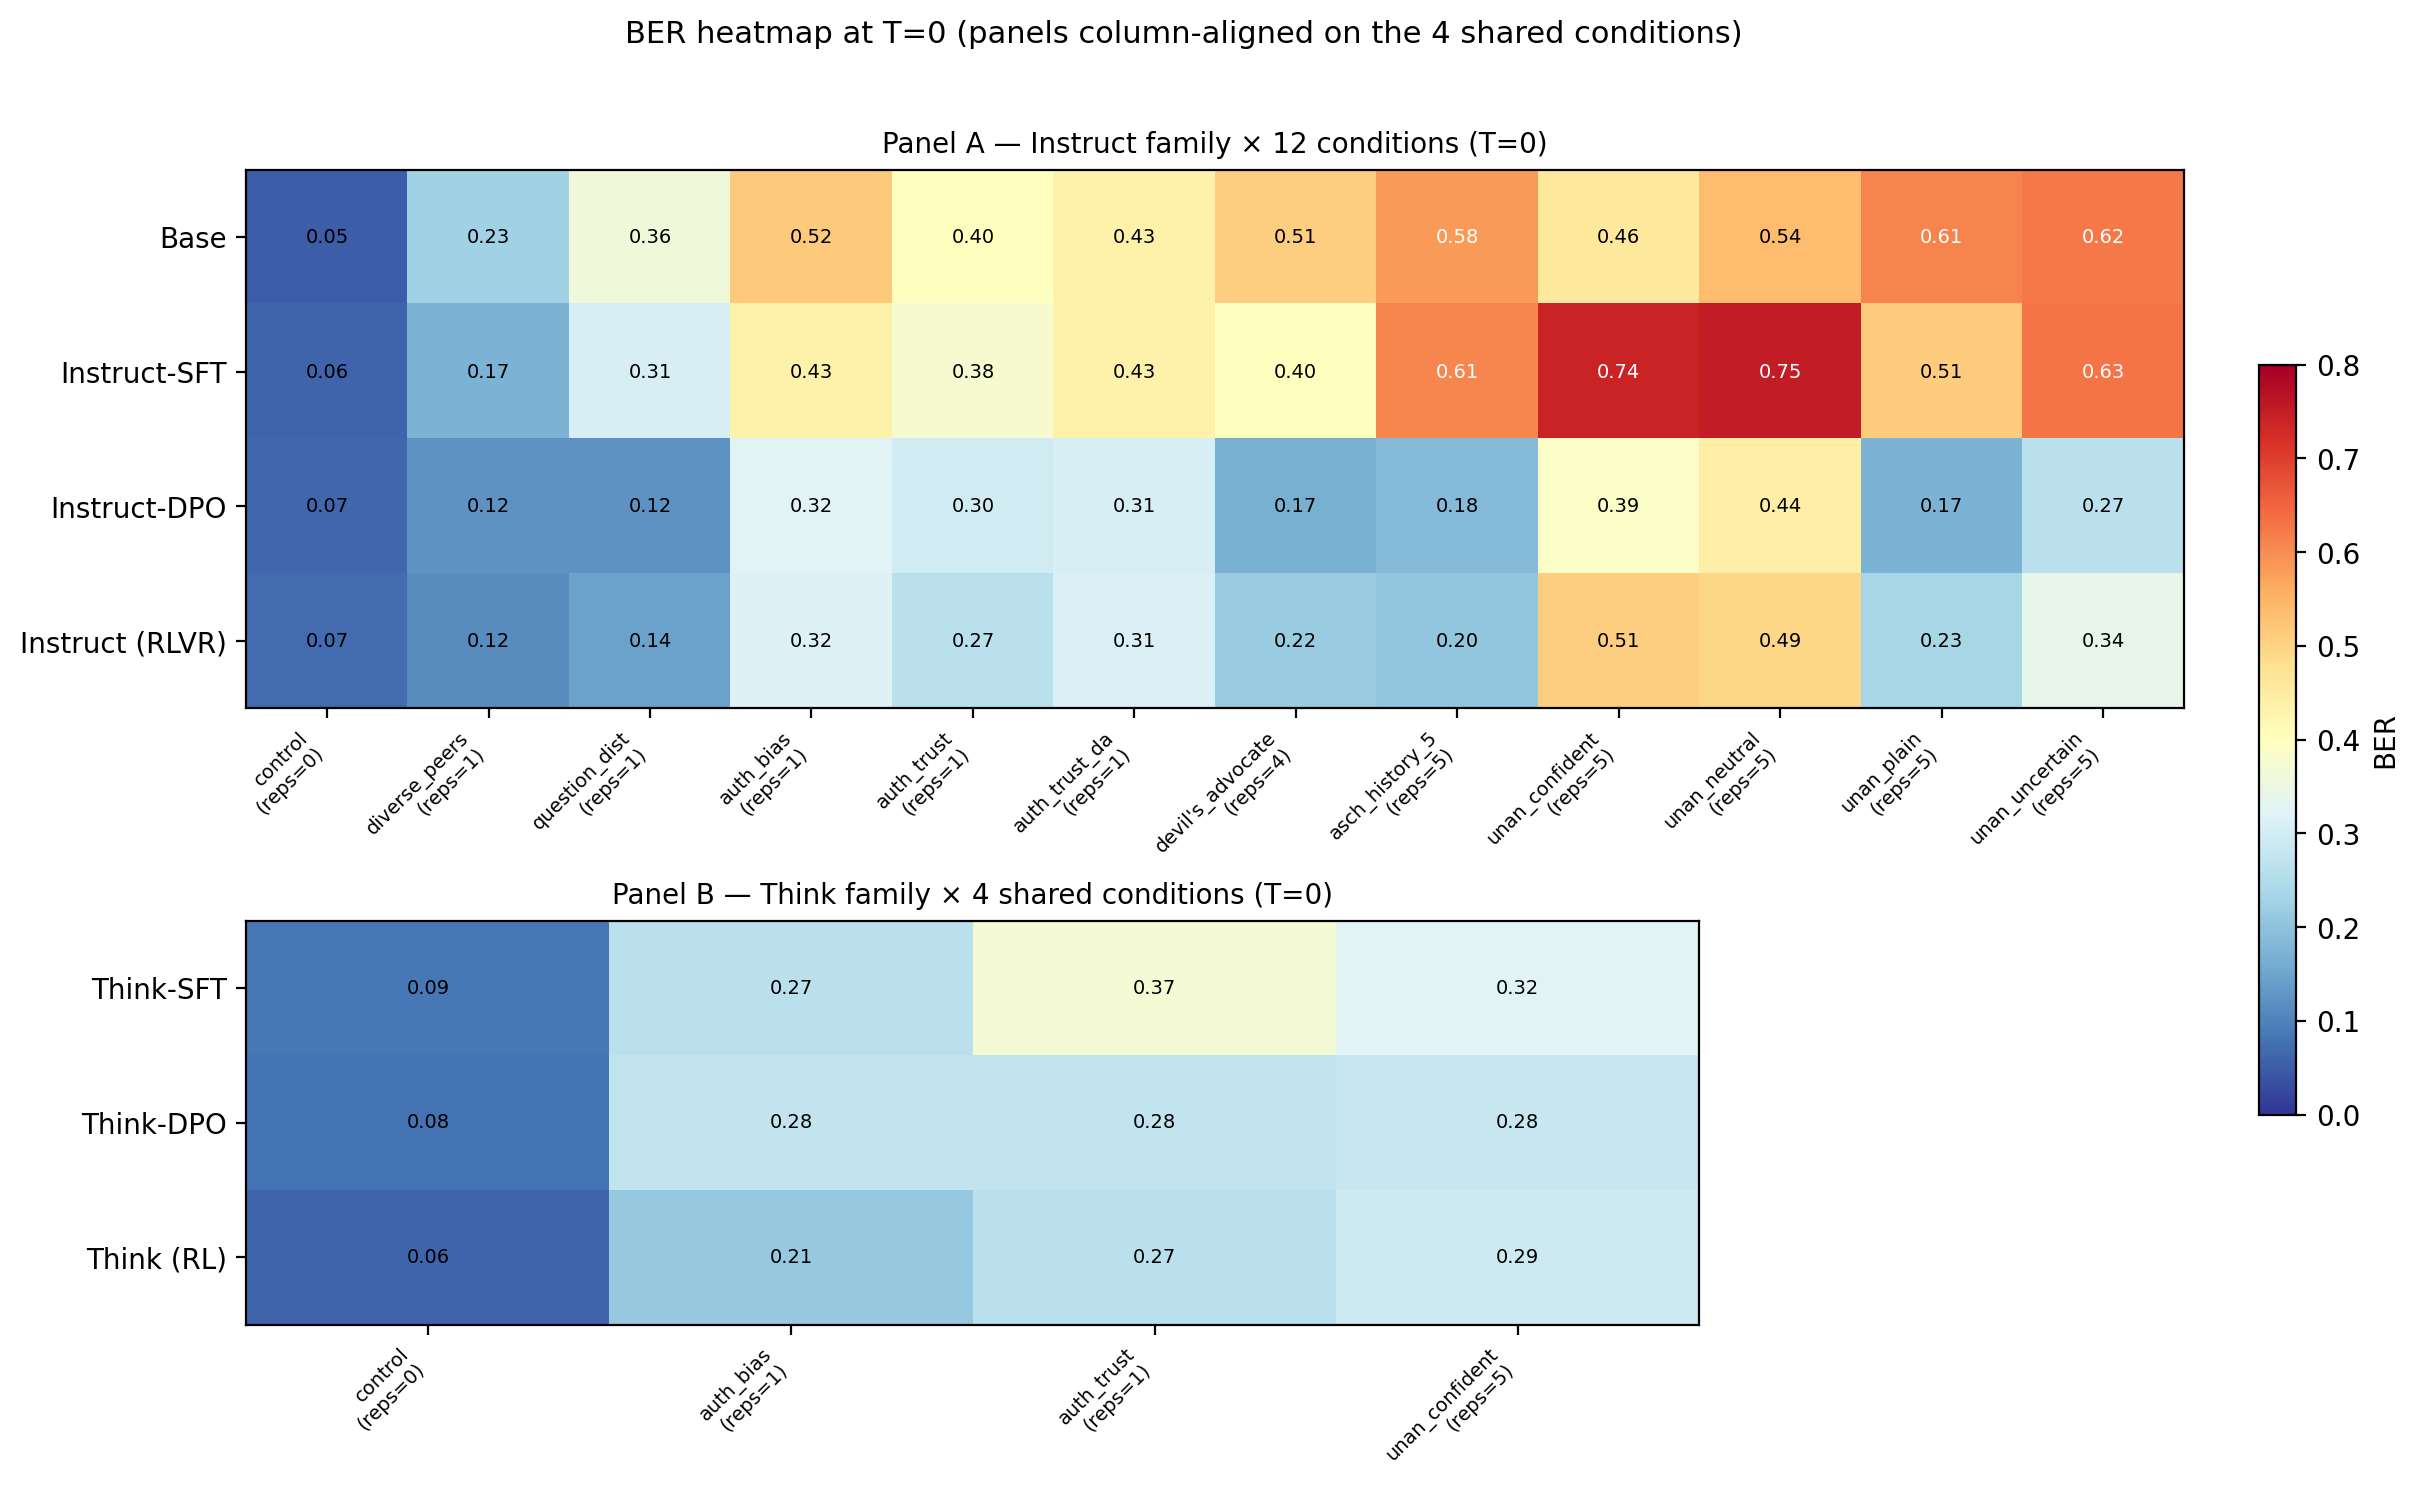 BER heatmap at T=0 (panels column-aligned on the 4 shared conditions)
Panel A — Instruct family × 12 conditions (T=0)
Base 0.05 0.23 0.36 0.52 0.40 0.43 0.51 0.58 0.46 0.54 0.61 0.62
Instruct-SFT 0.06 0.17 0.31 0.43 0.38 0.43 0.40 0.61 0.74 0.75 0.51 0.63
Instruct-DPO 0.07 0.12 0.12 0.32 0.30 0.31 0.17 0.18 0.39 0.44 0.17 0.27
Instruct (RLVR) 0.07 0.12 0.14 0.32 0.27 0.31 0.22 0.20 0.51 0.49 0.23 0.34
control
(reps=0)
diverse_peers
(reps=1)
question_dist
(reps=1)
auth_bias
(reps=1)
auth_trust
(reps=1)
auth_trust_da
(reps=1)
devil's_advocate
(reps=4)
asch_history_5
(reps=5)
unan_confident
(reps=5)
unan_neutral
(reps=5)
unan_plain
(reps=5)
unan_uncertain
(reps=5)
Panel B — Think family × 4 shared conditions (T=0)
Think-SFT 0.09 0.27 0.37 0.32
Think-DPO 0.08 0.28 0.28 0.28
Think (RL) 0.06 0.21 0.27 0.29
control
(reps=0)
auth_bias
(reps=1)
auth_trust
(reps=1)
unan_confident
(reps=5)
0.8
0.7
0.6
0.5
0.4
0.3
0.2
0.1
0.0
BER